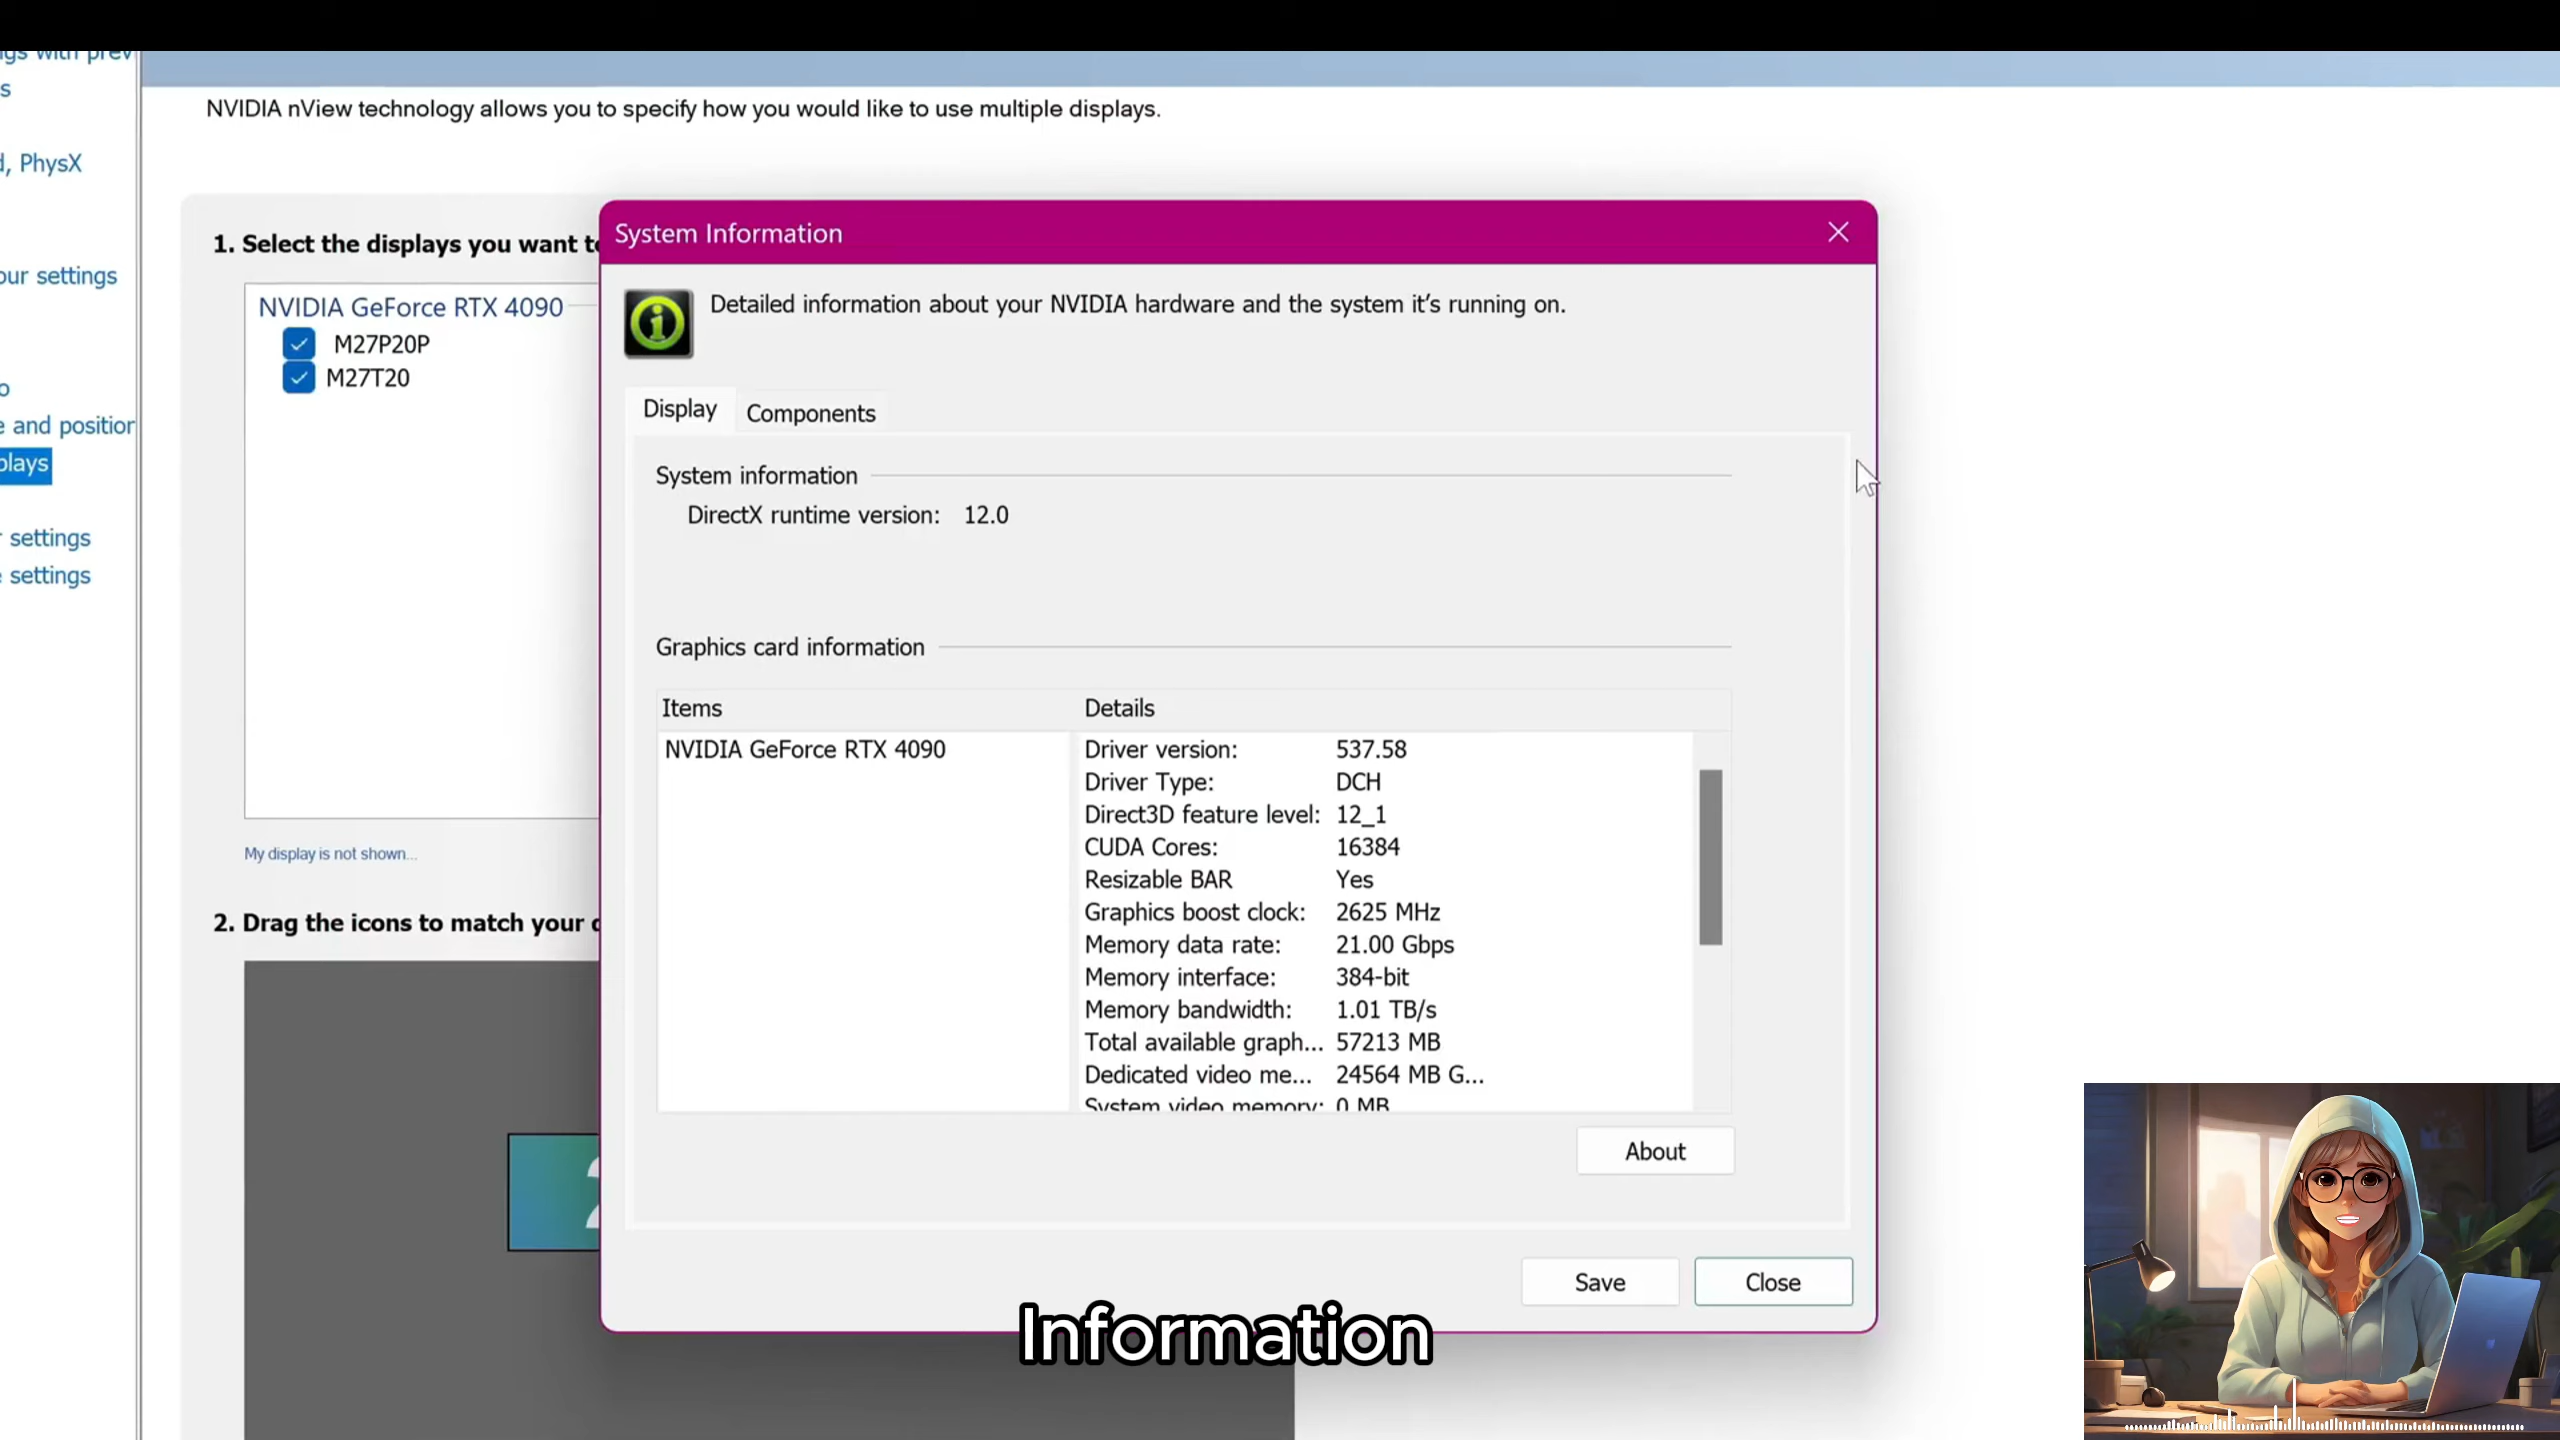 NVIDIA nView technology allows you to specify how you would like to use multiple displays.
s
d, PhysX
our settings
o
e and position
plays
r settings
e settings
1. Select the displays you want to
NVIDIA GeForce RTX 4090
M27P20P
M27T20
My display is not shown...
2. Drag the icons to match your
2
System Information
Detailed information about your NVIDIA hardware and the system it's running on.
Display
Components
System information
DirectX runtime version: 12.0
Graphics card information
Items Details
NVIDIA GeForce RTX 4090
Driver version: 537.58
Driver Type: DCH
Direct3D feature level: 12_1
CUDA Cores: 16384
Resizable BAR Yes
Graphics boost clock: 2625 MHz
Memory data rate: 21.00 Gbps
Memory interface: 384-bit
Memory bandwidth: 1.01 TB/s
Total available graph... 57213 MB
Dedicated video me... 24564 MB G...
System video memory: 0 MB
About
Save
Close
Information